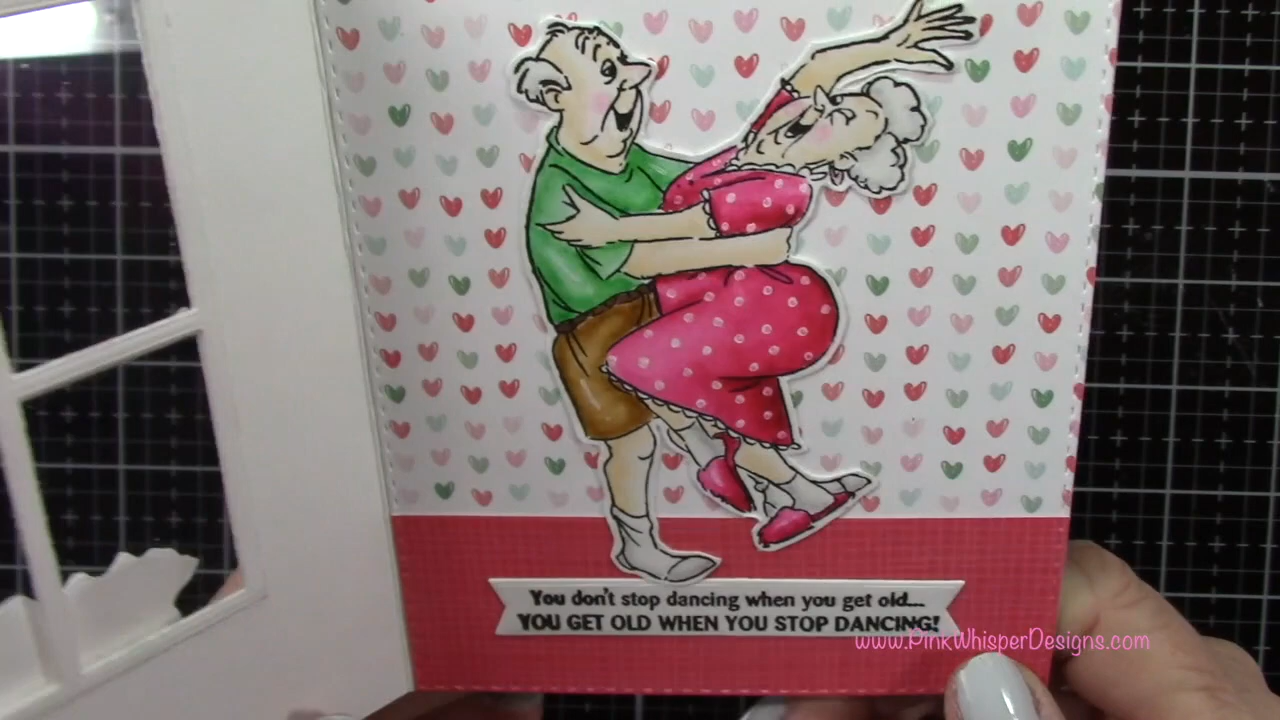 You don't stop dancing when you get old...
YOU GET OLD WHEN YOU STOP DANCING!
www.PinkWhisperDesigns.com